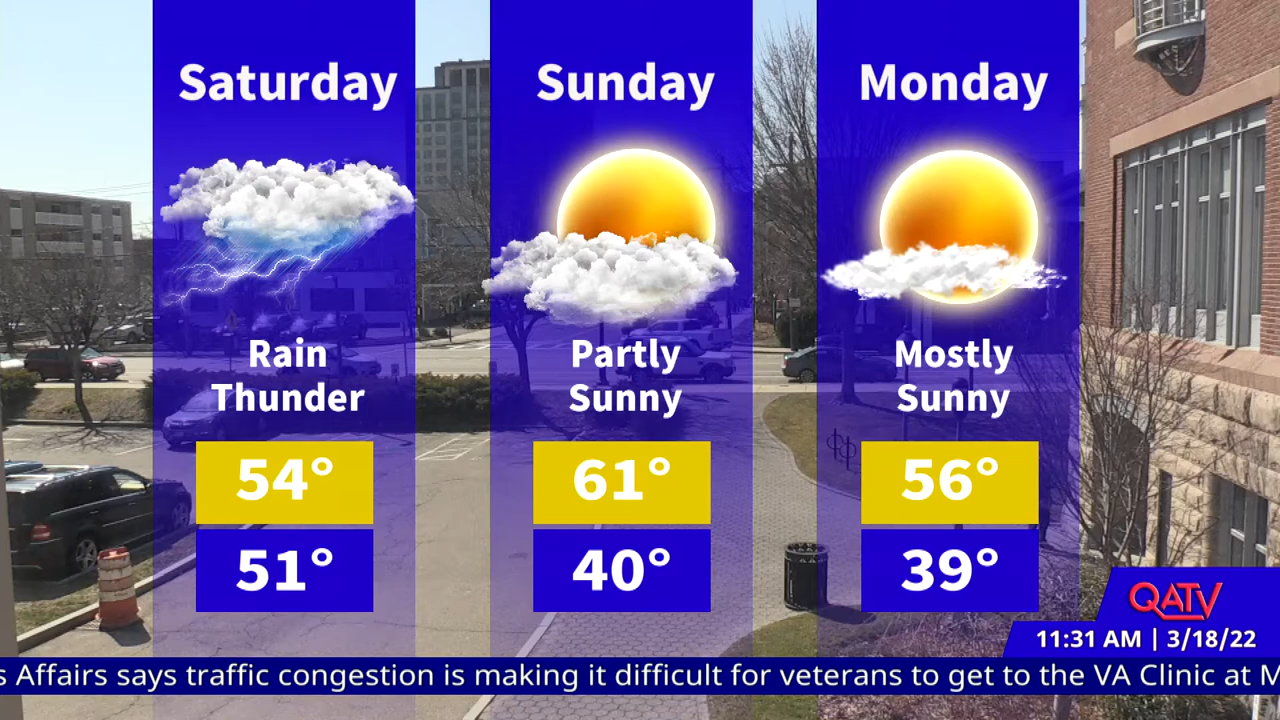 Saturday
Rain
Thunder
54°
51°
Sunday
Partly
Sunny
61°
40°
Monday
Mostly
Sunny
56°
39°
QATV
11:31 AM | 3/18/22
s Affairs says traffic congestion is making it difficult for veterans to get to the VA Clinic at M